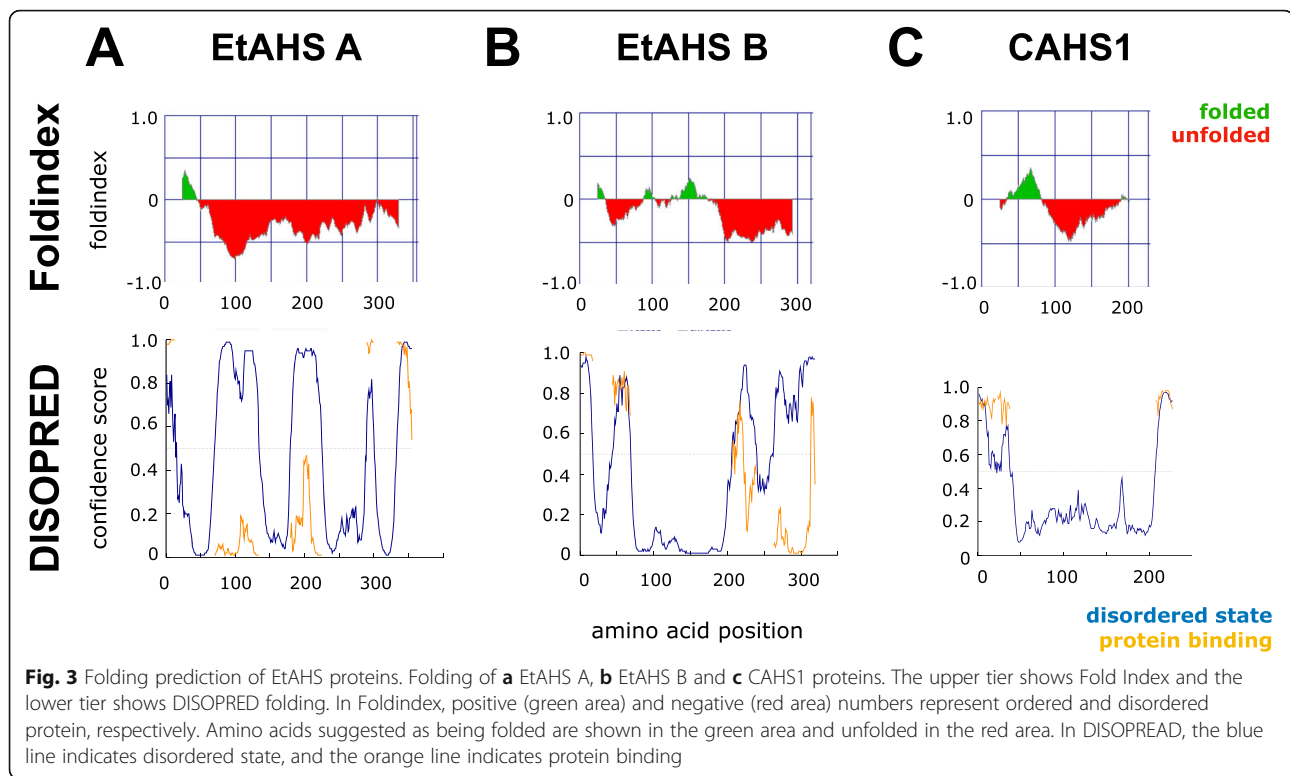 A EtAHS A
B EtAHS B
C CAHS1
Foldindex
foldindex
1.0
0
-1.0
0 100 200 300
1.0
0
-1.0
0 100 200 300
1.0
0
-1.0
0 100 200
folded
unfolded
DISOPRED
confidence score
1.0
0.8
0.6
0.4
0.2
0
0 100 200 300
1.0
0.8
0.6
0.4
0.2
0
0 100 200 300
1.0
0.8
0.6
0.4
0.2
0
0 100 200
amino acid position
disordered state
protein binding
Fig. 3 Folding prediction of EtAHS proteins. Folding of a EtAHS A, b EtAHS B and c CAHS1 proteins. The upper tier shows Fold Index and the
lower tier shows DISOPRED folding. In Foldindex, positive (green area) and negative (red area) numbers represent ordered and disordered
protein, respectively. Amino acids suggested as being folded are shown in the green area and unfolded in the red area. In DISOPREAD, the blue
line indicates disordered state, and the orange line indicates protein binding